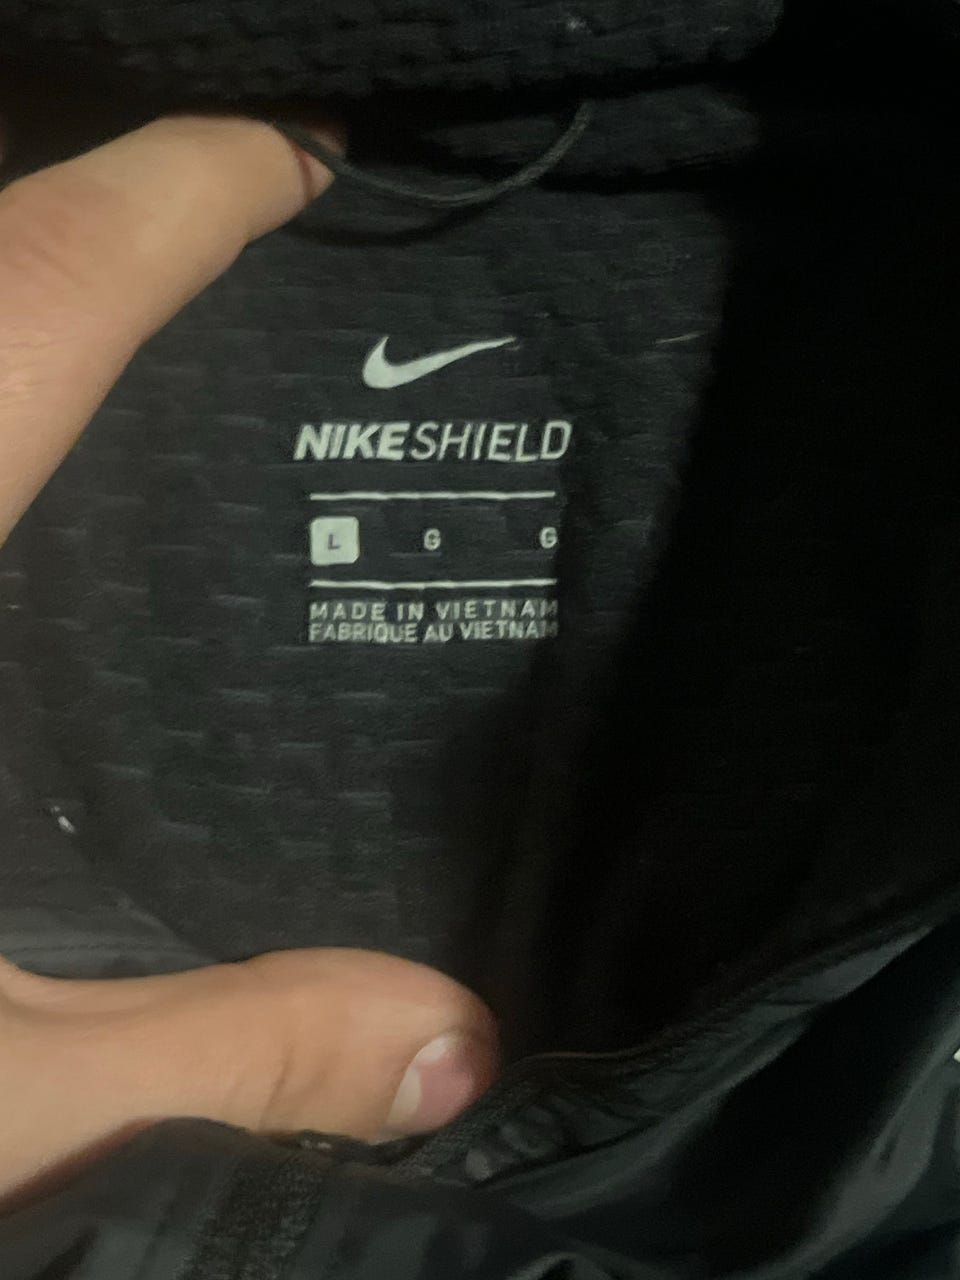 NIKESHIELD
L G G
MADE IN VIETNAM
FABRIQUE AU VIETNAM